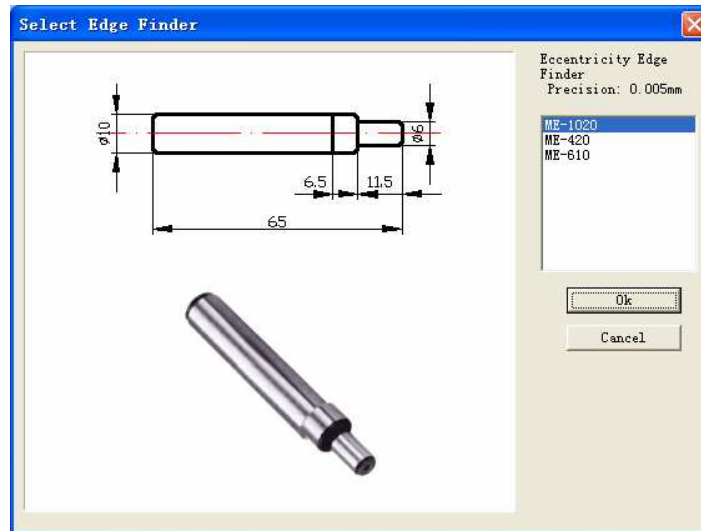 Select Edge Finder
Eccentricity Edge
Finder
Precision: 0.005mm
ø10
ø6
6.5
11.5
65
ME-1020
ME-420
ME-610
Ok
Cancel